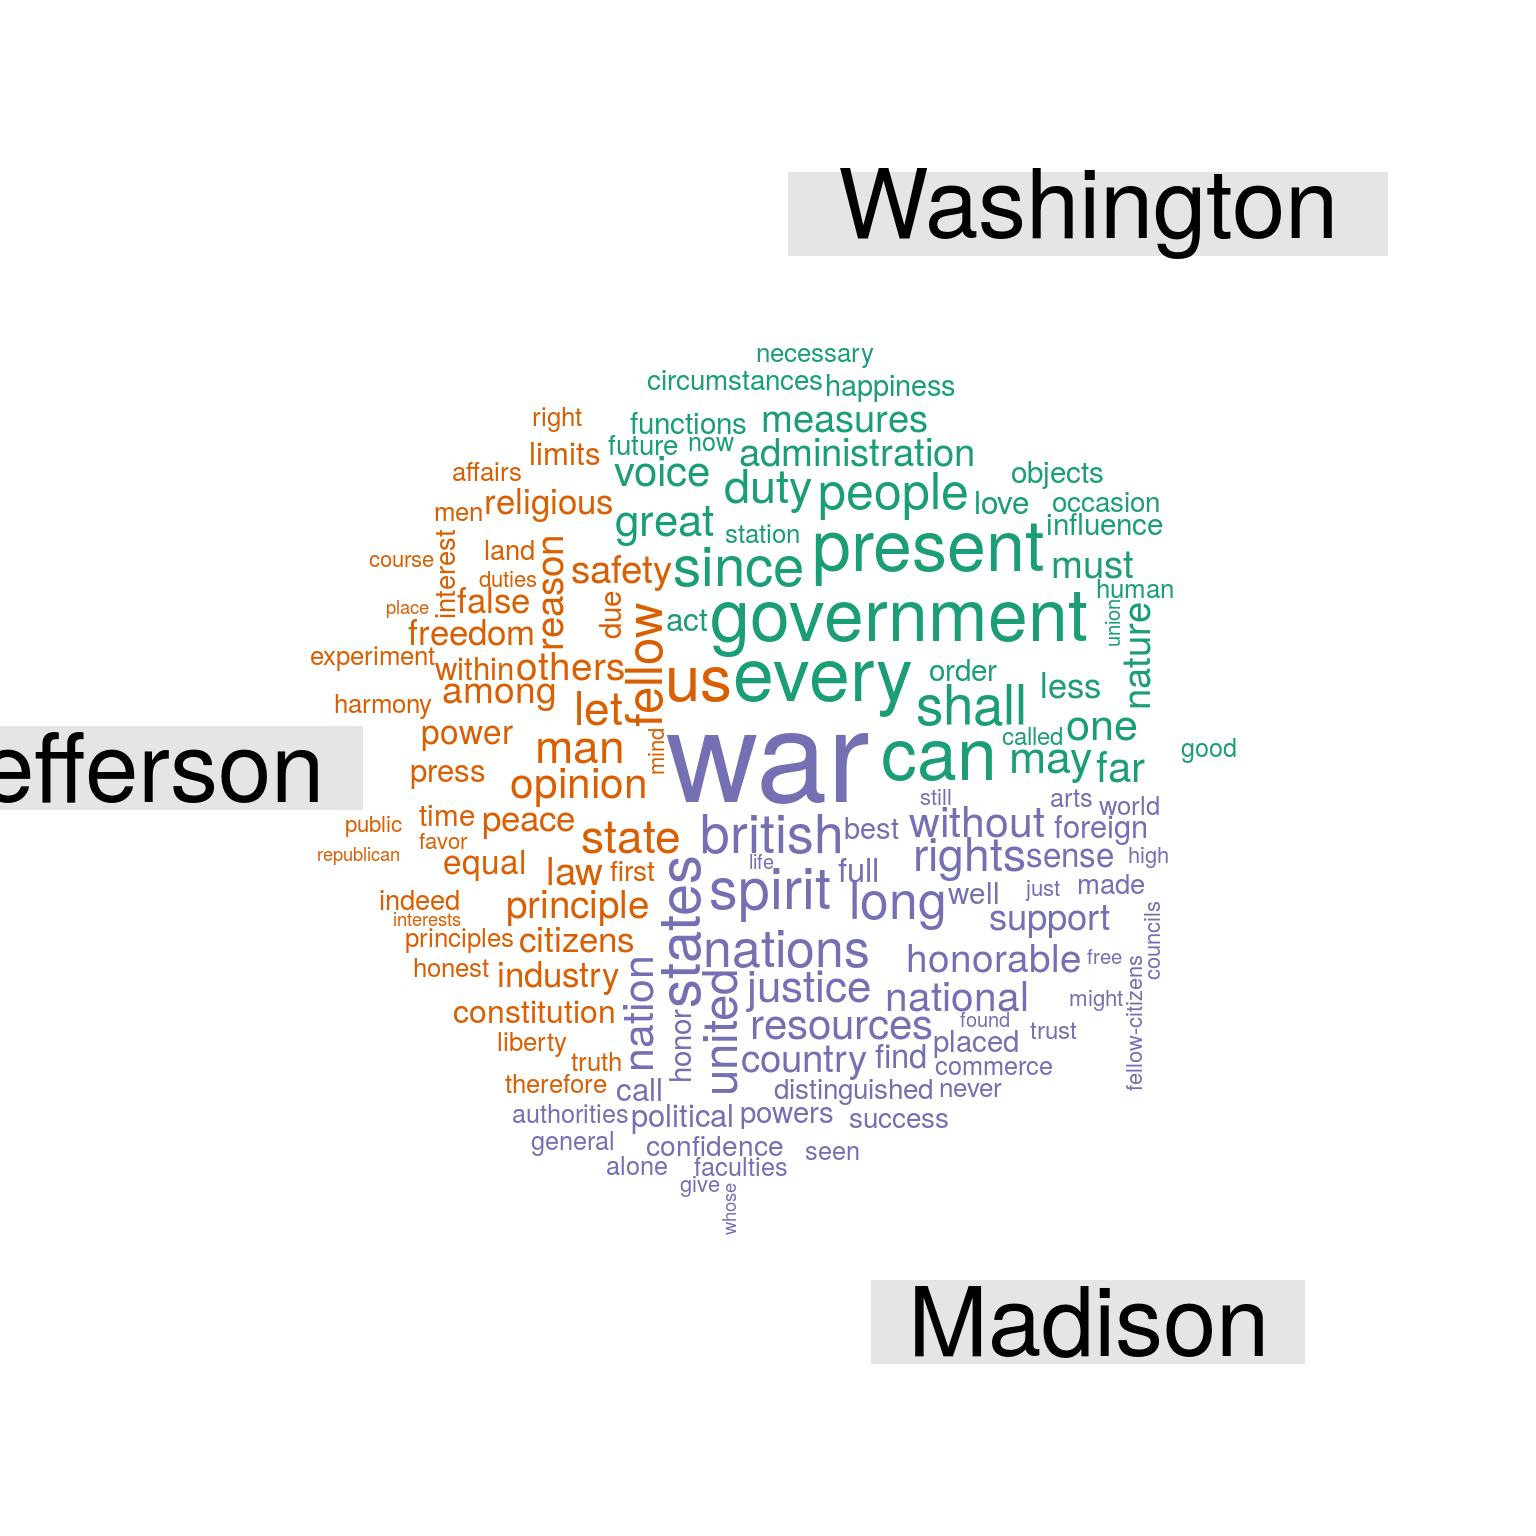 Washington
necessary
circumstances happiness
right functions measures
limits future now administration
affairs voice objects
men religious duty people love occasion
great station influence
course interest land reason safety since present must
duties human
place false due act government union nature
freedom fellow
experiment within others us every order
harmony among let shall less
power man mind war can called one good
efferson
press opinion may far
public time peace state british best still without arts world
favor foreign
republican equal law first life full rights sense high
indeed principle states spirit long well just made
interests support councils
principles citizens nations honorable free
honest industry nation united justice national might fellow-citizens
constitution honor resources found
liberty country find placed trust
truth commerce
therefore call distinguished never
authorities political powers success
general confidence seen
alone faculties
give whose
Madison